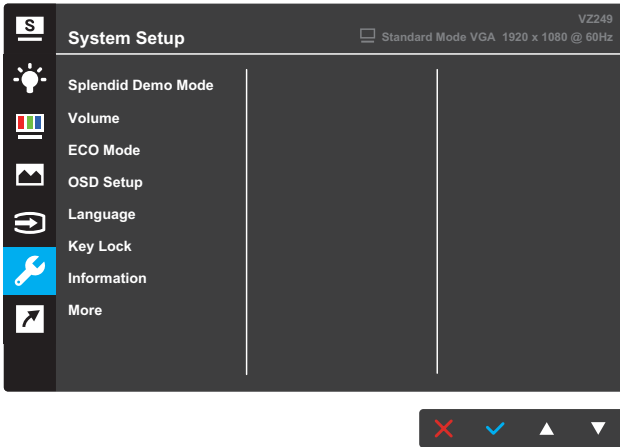 S
VZ249
System Setup
Standard Mode VGA 1920 x 1080 @ 60Hz
Splendid Demo Mode
Volume
ECO Mode
OSD Setup
Language
Key Lock
Information
More